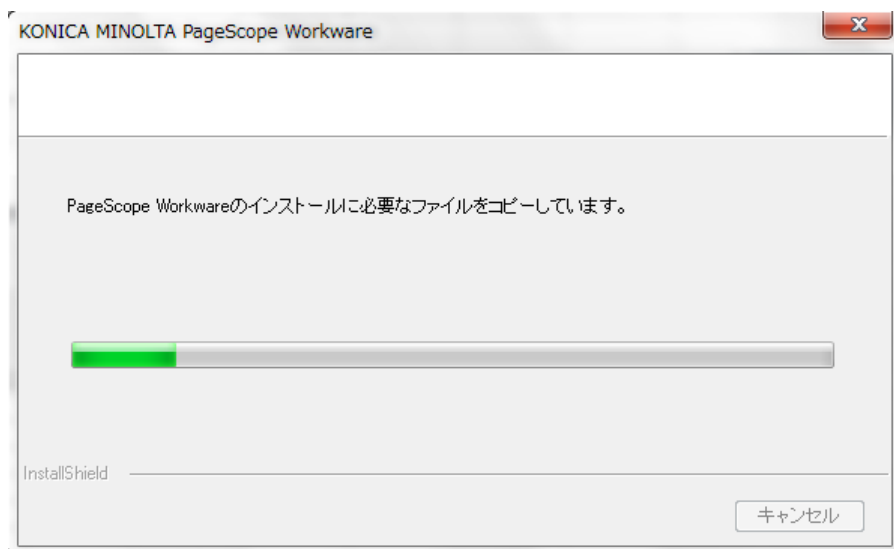 KONICA MINOLTA PageScope Workware
PageScope Workwareのインストールに必要なファイルをコピーしています。
InstallShield
キャンセル